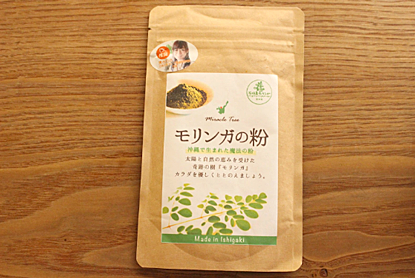 Miracle Tree
モリンガの粉
沖縄で生まれた魔法の粉
太陽と自然の恵みを受けた
奇跡の樹「モリンガ」
カラダを優しくととのえましょう。
Made in Ishigaki